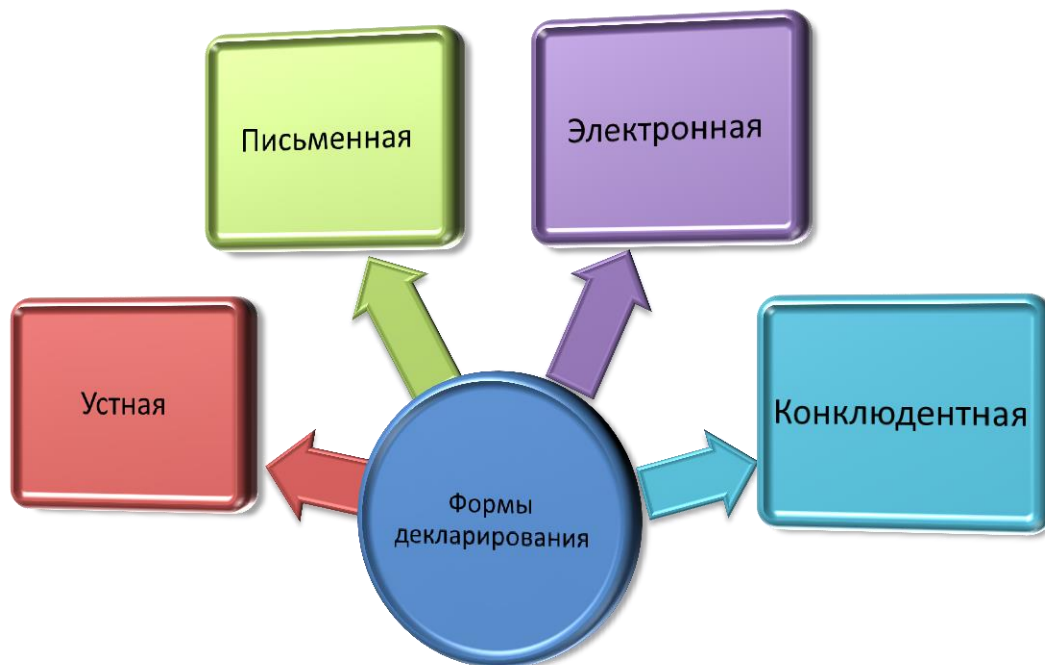 Письменная
Электронная
Устная
Конклюдентная
Формы
декларирования